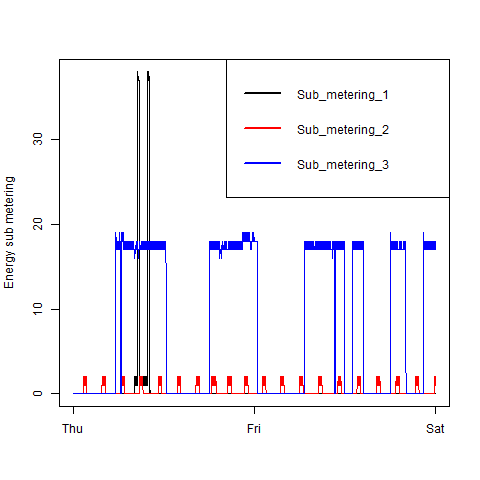 Sub_metering_1
Sub_metering_2
Sub_metering_3
Energy sub metering
30
20
10
0
Thu Fri Sat